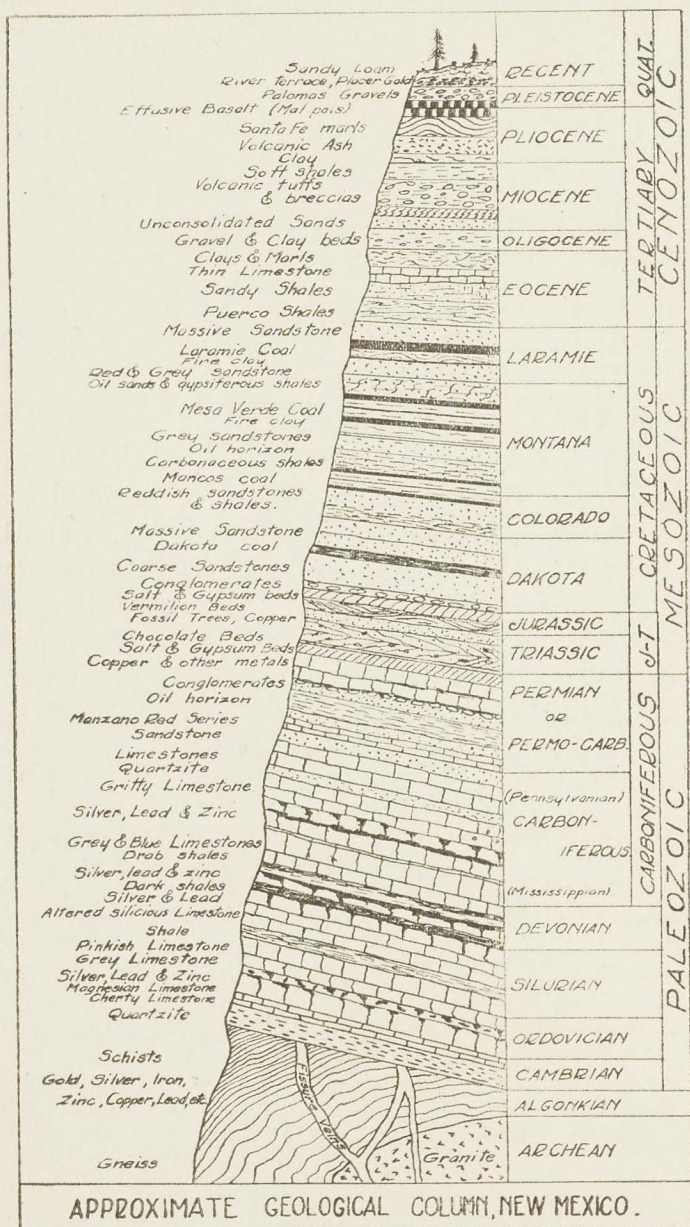 Sandy Loam
River Terrace, Placer Gold
Palomas Gravels
Effusive Basalt (Mal pais)
Santa Fe marls
Volcanic Ash
Clay
Soft shales
Volcanic tuffs
& breccias
Unconsolidated Sands
Gravel & Clay beds
Clays & Marls
Thin Limestone
Sandy Shales
Puerco Shales
Massive Sandstone
Laramie Coal
Fire clay
Red & Grey Sandstone
Oil sands & gypsiferous shales
Mesa Verde Coal
Fire clay
Grey sandstones
Oil horizon
Carbonaceous shales
Mancos coal
Reddish sandstones
& shales.
Massive Sandstone
Dakota coal
Coarse Sandstones
Conglomerates
Salt & Gypsum beds
Vermilion Beds
Fossil Trees, Copper
Chocolate Beds
Salt & Gypsum Beds
Copper & other metals
Conglomerates
Oil horizon
Manzano Red Series
Sandstone
Limestones
Quartzite
Gritty Limestone
Silver, Lead & Zinc
Grey & Blue Limestones
Drab shales
Silver, lead & zinc
Dark shales
Silver & Lead
Altered silicious Limestone
Shale
Pinkish Limestone
Grey Limestone
Silver, Lead & Zinc
Magnesian Limestone
Cherty Limestone
Quartzite
Schists
Gold, Silver, Iron,
Zinc, Copper, Lead, etc.
Gneiss
Fissure Veins
Granite
RECENT
PLEISTOCENE
PLIOCENE
MIOCENE
OLIGOCENE
EOCENE
LARAMIE
MONTANA
COLORADO
DAKOTA
JURASSIC
TRIASSIC
PERMIAN
OR
PERMO-CARB.
(Pennsylvanian)
CARBON-
IFEROUS.
(Mississippian)
DEVONIAN
SILURIAN
ORDOVICIAN
CAMBRIAN
ALGONKIAN
ARCHEAN
QUAT.
TERTIARY
CRETACEOUS
J-T
CARBONIFEROUS
CENOZOIC
MESOZOIC
PALEOZOIC
APPROXIMATE GEOLOGICAL COLUMN, NEW MEXICO.